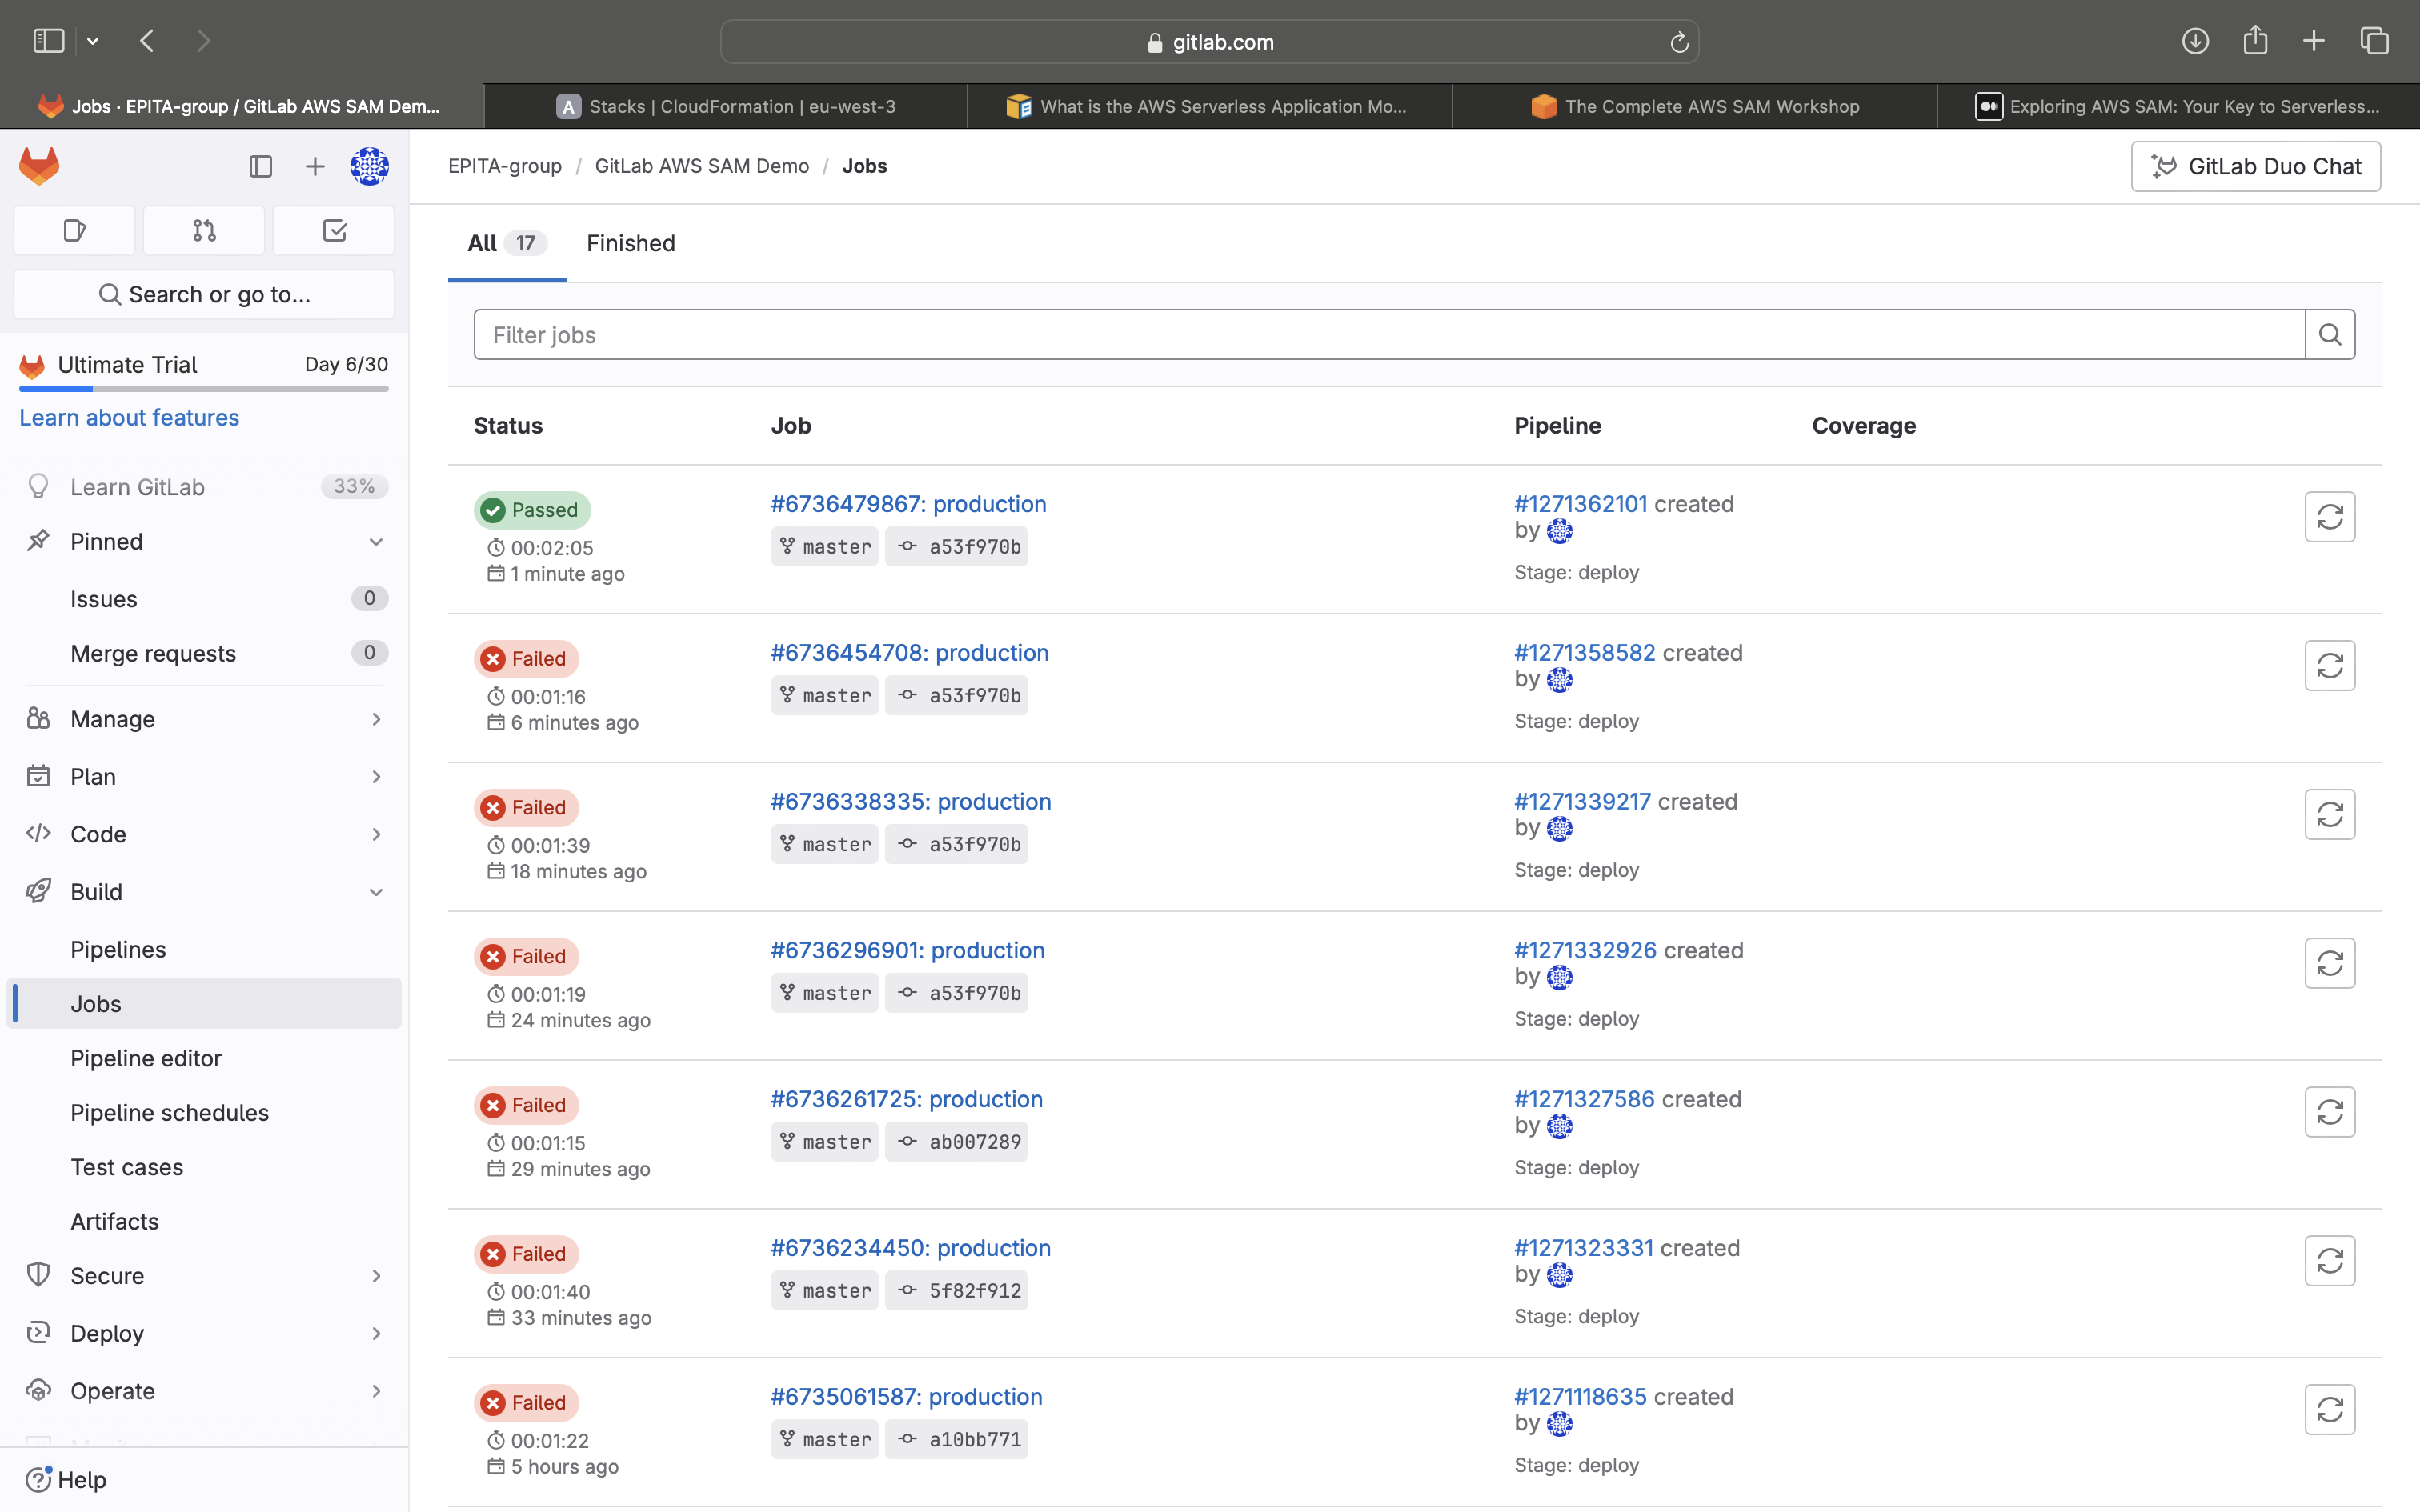 gitlab.com
Jobs · EPITA-group / GitLab AWS SAM Dem...
A Stacks | CloudFormation | eu-west-3
What is the AWS Serverless Application Mo...
The Complete AWS SAM Workshop
Exploring AWS SAM: Your Key to Serverless...
EPITA-group / GitLab AWS SAM Demo / Jobs
GitLab Duo Chat
Search or go to...
Ultimate Trial Day 6/30
Learn about features
Learn GitLab 33%
Pinned
Issues 0
Merge requests 0
Manage
Plan
Code
Build
Pipelines
Jobs
Pipeline editor
Pipeline schedules
Test cases
Artifacts
Secure
Deploy
Operate
Help
All 17 Finished
Filter jobs
Status Job Pipeline Coverage
Passed #6736479867: production #1271362101 created
00:02:05 master a53f970b by
1 minute ago Stage: deploy
Failed #6736454708: production #1271358582 created
00:01:16 master a53f970b by
6 minutes ago Stage: deploy
Failed #6736338335: production #1271339217 created
00:01:39 master a53f970b by
18 minutes ago Stage: deploy
Failed #6736296901: production #1271332926 created
00:01:19 master a53f970b by
24 minutes ago Stage: deploy
Failed #6736261725: production #1271327586 created
00:01:15 master ab007289 by
29 minutes ago Stage: deploy
Failed #6736234450: production #1271323331 created
00:01:40 master 5f82f912 by
33 minutes ago Stage: deploy
Failed #6735061587: production #1271118635 created
00:01:22 master a10bb771 by
5 hours ago Stage: deploy